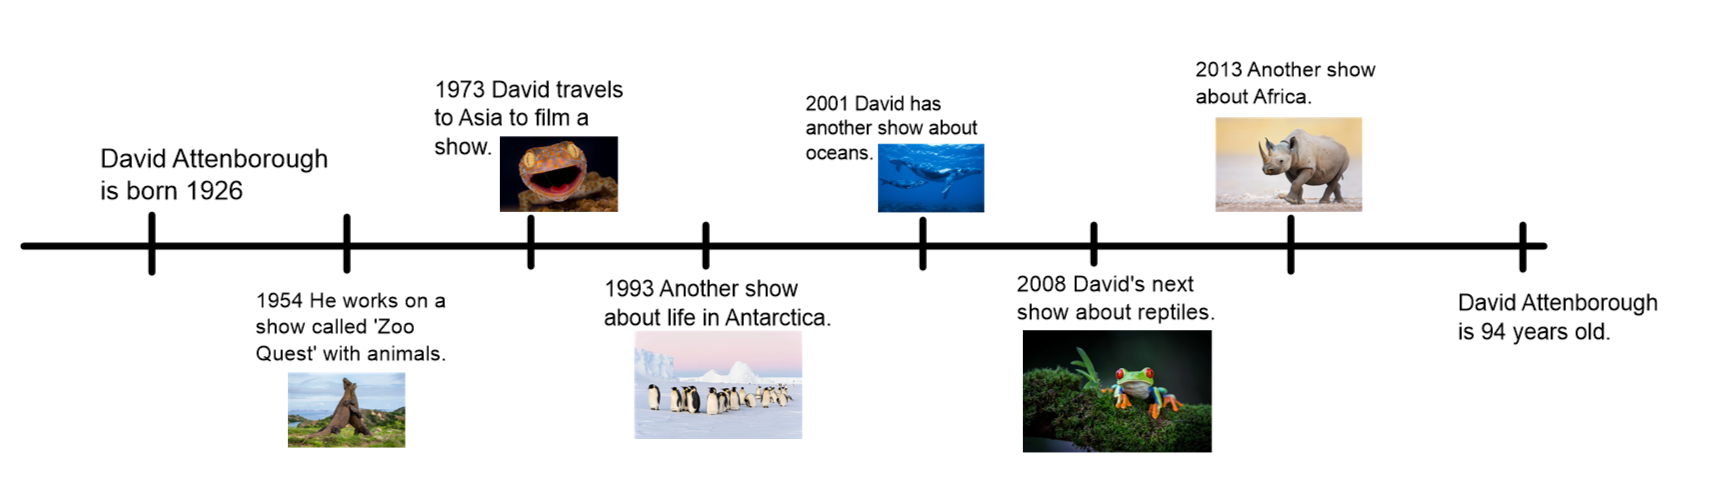 David Attenborough
is born 1926
1954 He works on a
show called 'Zoo
Quest' with animals.
1973 David travels
to Asia to film a
show.
1993 Another show
about life in Antarctica.
2001 David has
another show about
oceans.
2008 David's next
show about reptiles.
2013 Another show
about Africa.
David Attenborough
is 94 years old.